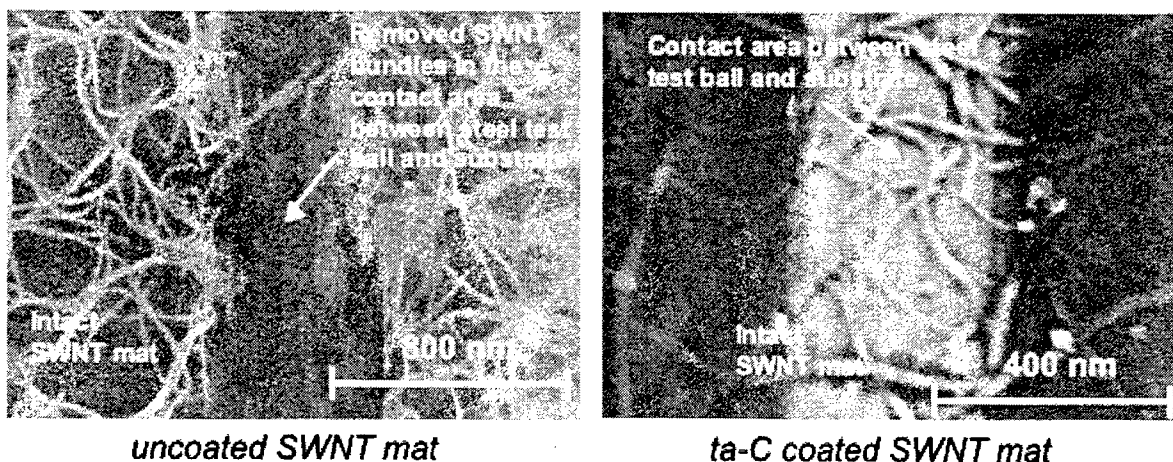 Removed SWNT
bundles in the
contact area
between steel test
ball and substrate
Intact
SWNT mat
800 nm
Contact area between steel
test ball and substrate
Intact
SWNT mat
400 nm
uncoated SWNT mat
ta-C coated SWNT mat